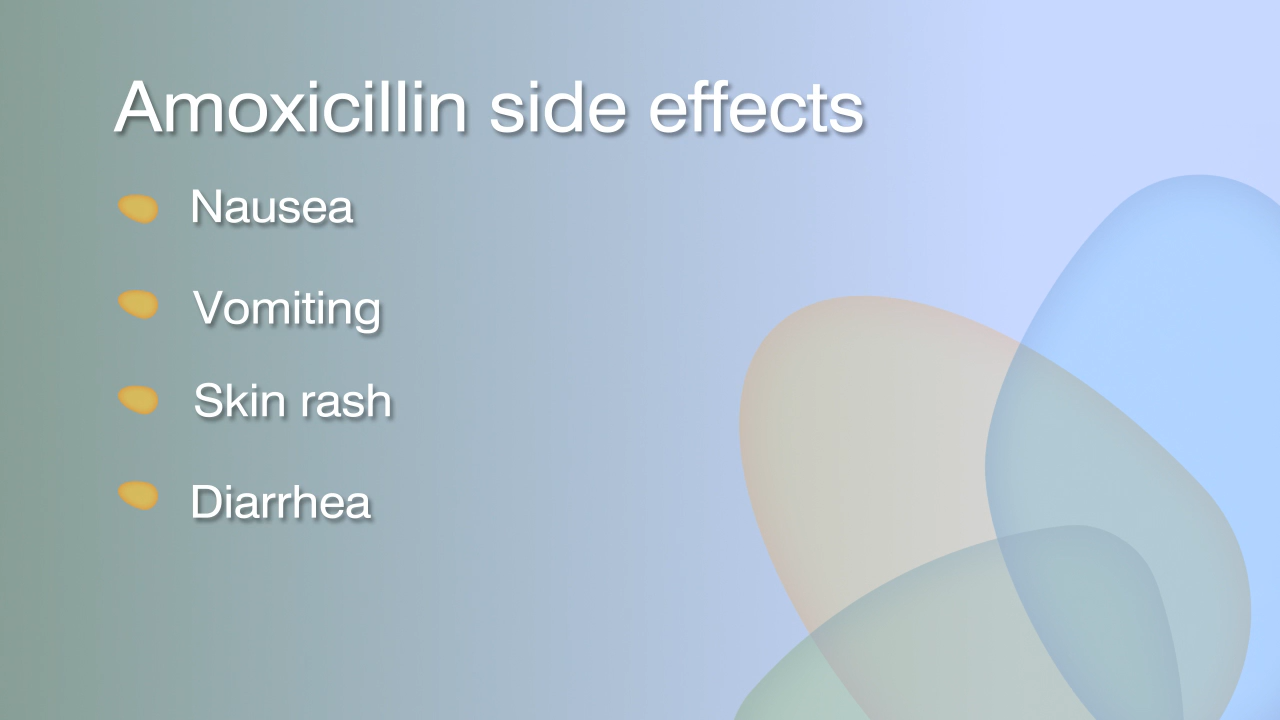 Amoxicillin side effects
Nausea
Vomiting
Skin rash
Diarrhea